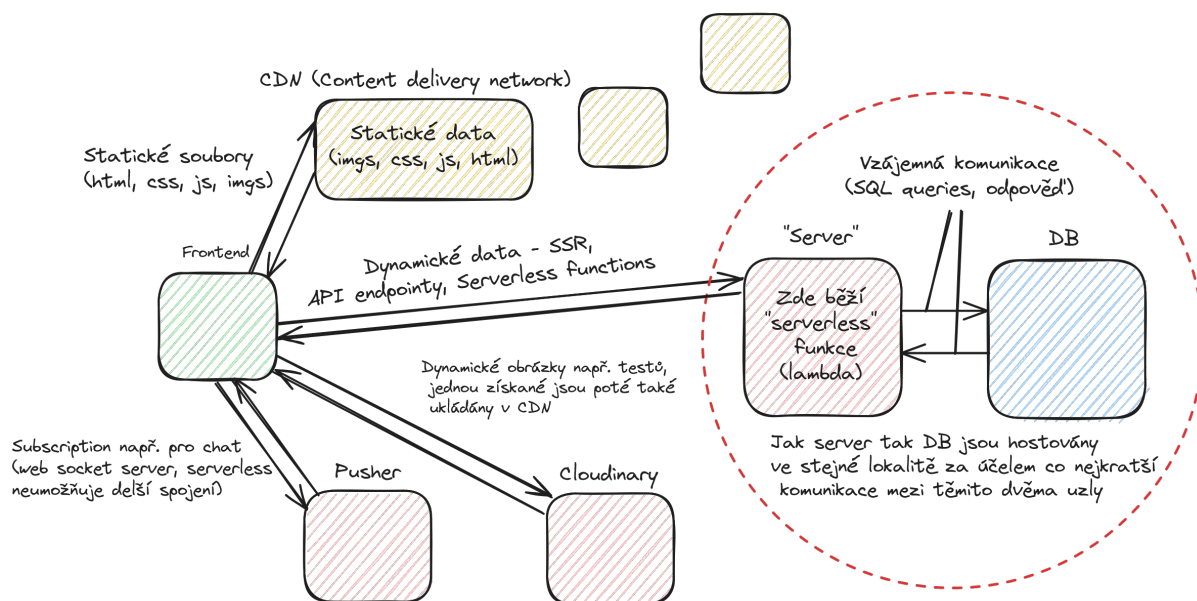 CDN (Content delivery network)
Statické data
(imgs, css, js, html)
Statické soubory
(html, css, js, imgs)
Vzájemná komunikace
(SQL queries, odpověď)
Frontend
Dynamické data - SSR,
API endpointy, Serverless functions
"Server"
DB
Zde běží
"serverless"
funkce
(lambda)
Dynamické obrázky např. testů,
jednou získané jsou poté také
ukládány v CDN
Subscription např. pro chat
(web socket server, serverless
neumožňuje delší spojení)
Pusher
Cloudinary
Jak server tak DB jsou hostovány
ve stejné lokalitě za účelem co nejkratší
komunikace mezi těmito dvěma uzly